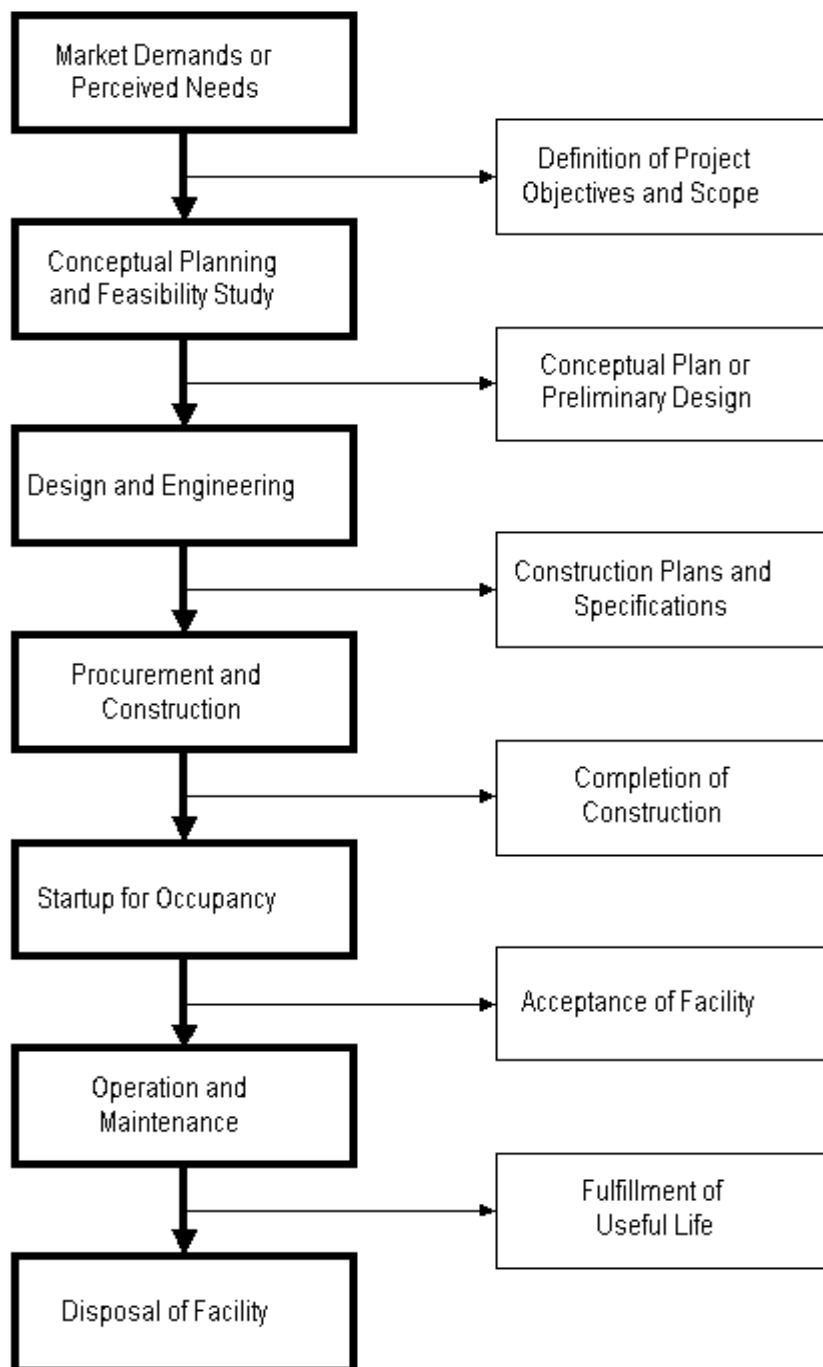 Market Demands or
Perceived Needs
Definition of Project
Objectives and Scope
Conceptual Planning
and Feasibility Study
Conceptual Plan or
Preliminary Design
Design and Engineering
Construction Plans and
Specifications
Procurement and
Construction
Completion of
Construction
Startup for Occupancy
Acceptance of Facility
Operation and
Maintenance
Fulfillment of
Useful Life
Disposal of Facility